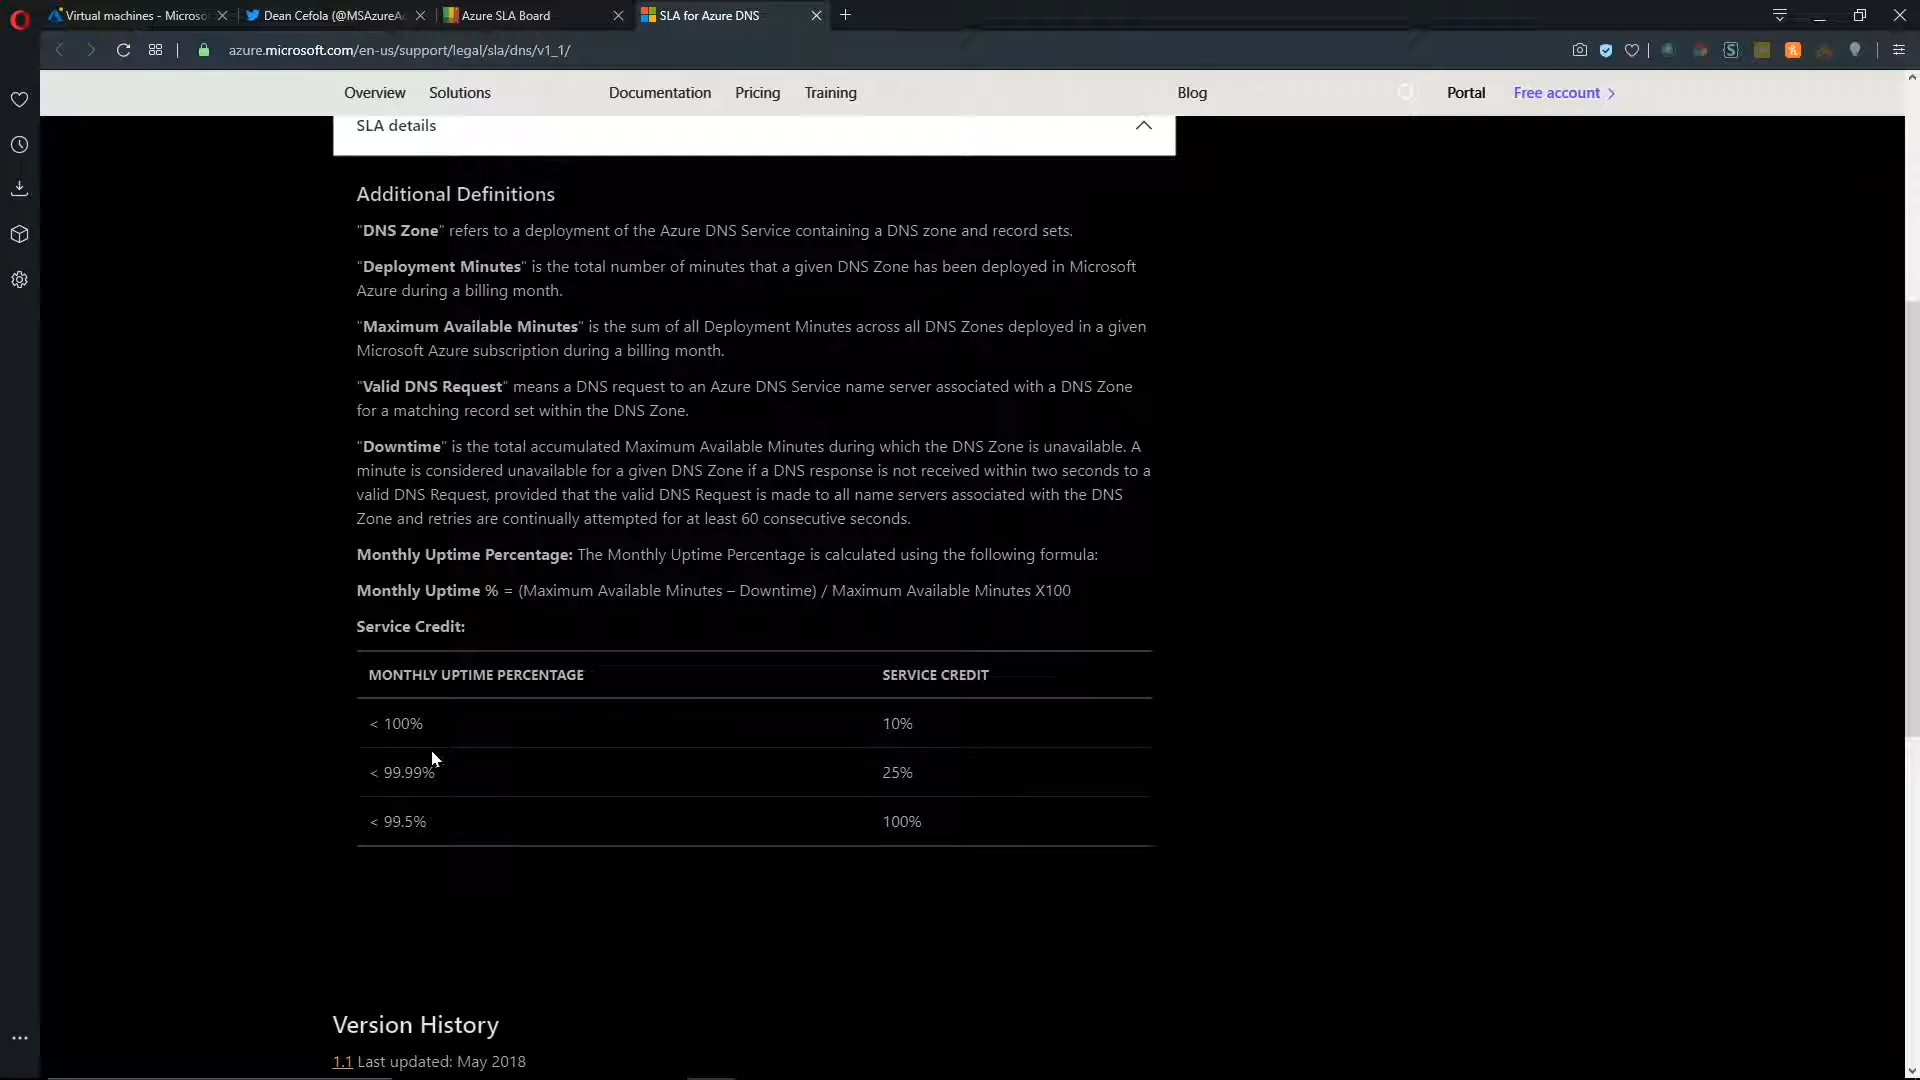 Virtual machines - Microso
Dean Cefola (@MSAzureAc
Azure SLA Board
SLA for Azure DNS
azure.microsoft.com/en-us/support/legal/sla/dns/v1_1/
Overview Solutions Documentation Pricing Training Blog Portal Free account >
SLA details
Additional Definitions
"DNS Zone" refers to a deployment of the Azure DNS Service containing a DNS zone and record sets.
"Deployment Minutes" is the total number of minutes that a given DNS Zone has been deployed in Microsoft
Azure during a billing month.
"Maximum Available Minutes" is the sum of all Deployment Minutes across all DNS Zones deployed in a given
Microsoft Azure subscription during a billing month.
"Valid DNS Request" means a DNS request to an Azure DNS Service name server associated with a DNS Zone
for a matching record set within the DNS Zone.
"Downtime" is the total accumulated Maximum Available Minutes during which the DNS Zone is unavailable. A
minute is considered unavailable for a given DNS Zone if a DNS response is not received within two seconds to a
valid DNS Request, provided that the valid DNS Request is made to all name servers associated with the DNS
Zone and retries are continually attempted for at least 60 consecutive seconds.
Monthly Uptime Percentage: The Monthly Uptime Percentage is calculated using the following formula:
Monthly Uptime % = (Maximum Available Minutes – Downtime) / Maximum Available Minutes X100
Service Credit:
MONTHLY UPTIME PERCENTAGE SERVICE CREDIT
< 100% 10%
< 99.99% 25%
< 99.5% 100%
Version History
1.1 Last updated: May 2018